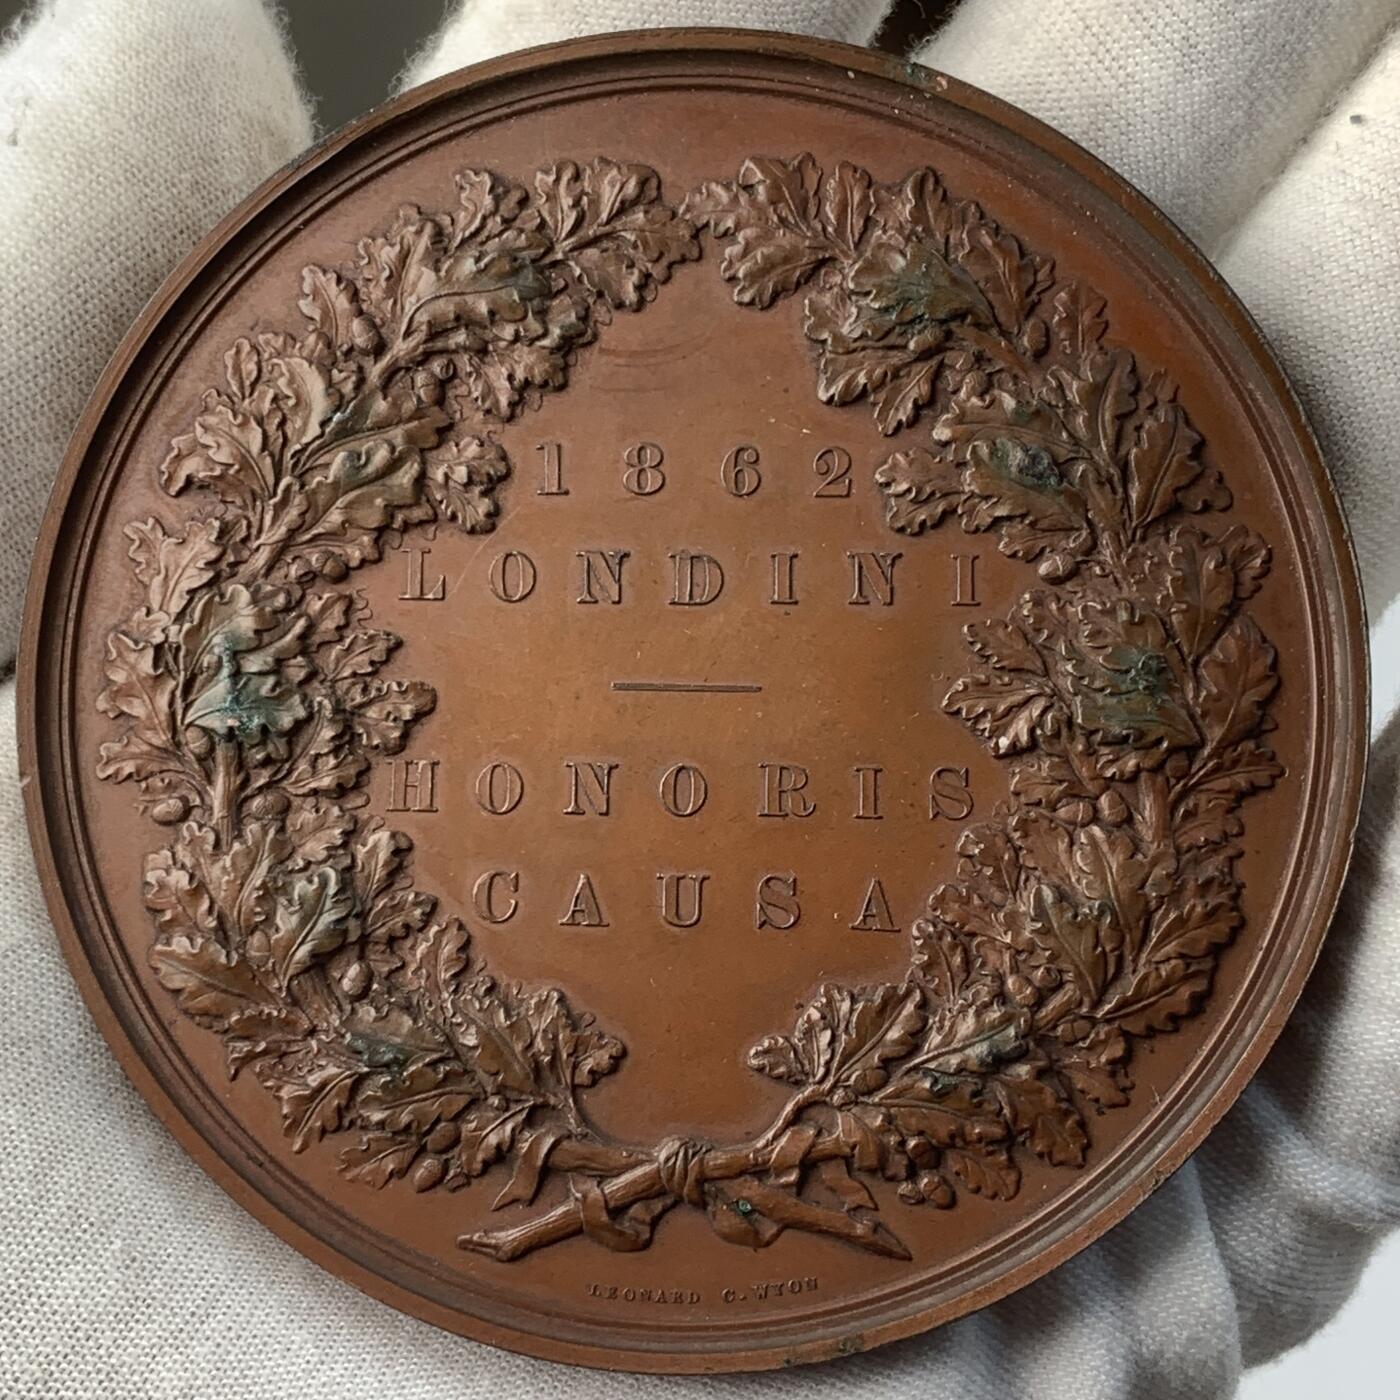 1862
LONDINI
HONORIS
CAUSA
LEONARD C. WYON